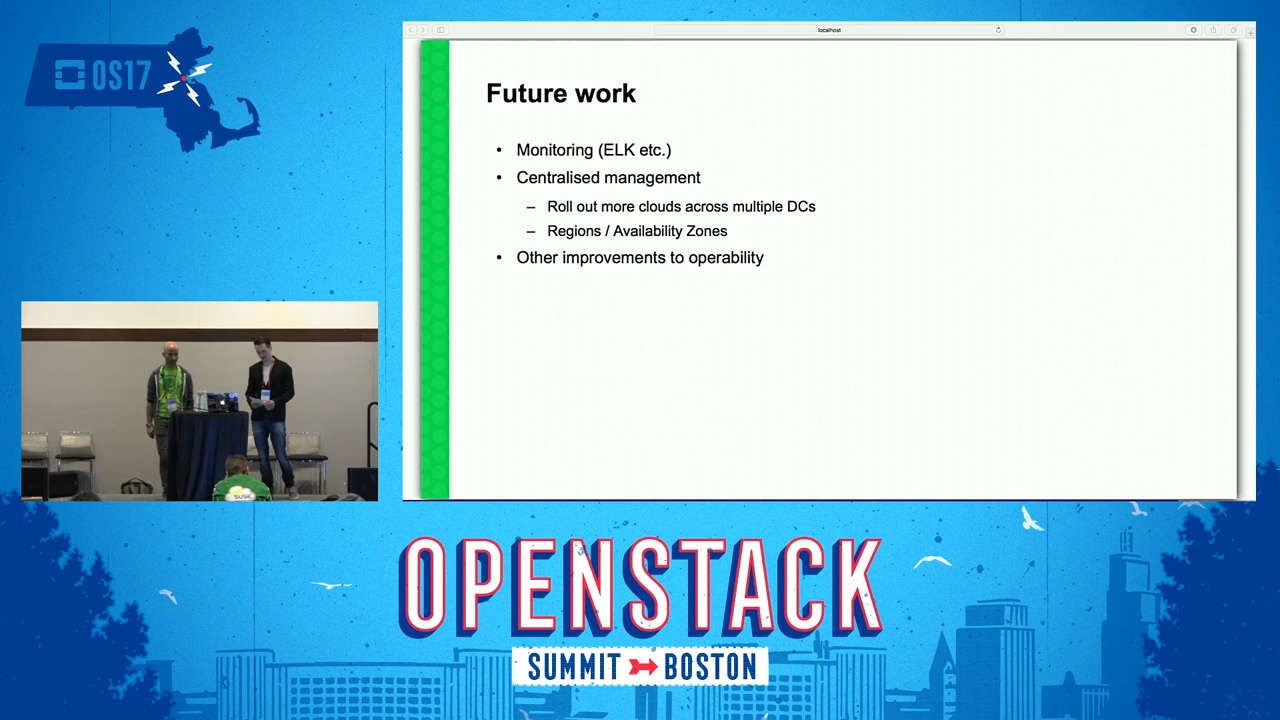 OS17
localhost
Future work
• Monitoring (ELK etc.)
• Centralised management
– Roll out more clouds across multiple DCs
– Regions / Availability Zones
• Other improvements to operability
SUSE
OPENSTACK
SUMMIT BOSTON